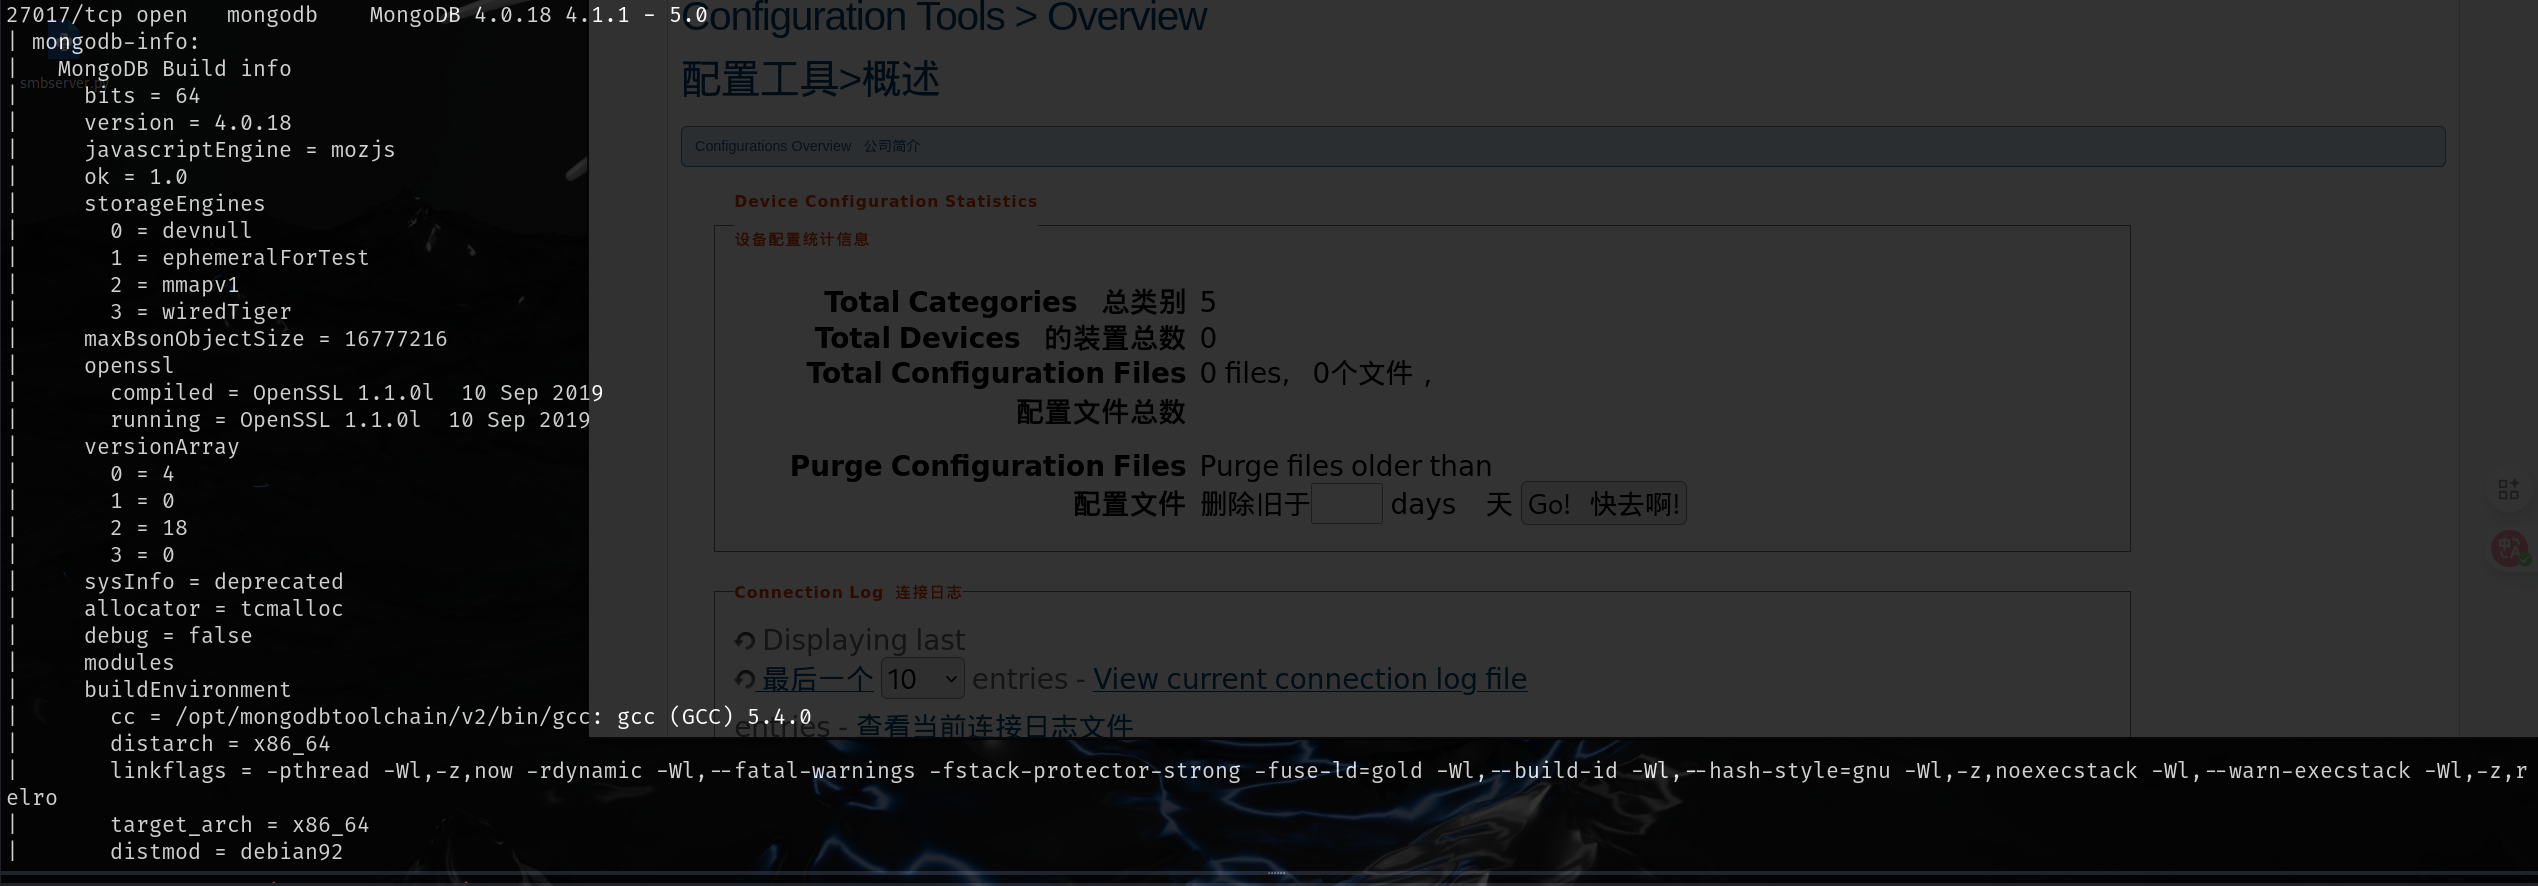 27017/tcp open   mongodb    MongoDB 4.0.18 4.1.1 - 5.0
| mongodb-info:
|   MongoDB Build info
|     bits = 64
|     version = 4.0.18
|     javascriptEngine = mozjs
|     ok = 1.0
|     storageEngines
|       0 = devnull
|       1 = ephemeralForTest
|       2 = mmapv1
|       3 = wiredTiger
|     maxBsonObjectSize = 16777216
|     openssl
|       compiled = OpenSSL 1.1.0l  10 Sep 2019
|       running = OpenSSL 1.1.0l  10 Sep 2019
|     versionArray
|       0 = 4
|       1 = 0
|       2 = 18
|       3 = 0
|     sysInfo = deprecated
|     allocator = tcmalloc
|     debug = false
|     modules
|     buildEnvironment
|       cc = /opt/mongodbtoolchain/v2/bin/gcc: gcc (GCC) 5.4.0
|       distarch = x86_64
|       linkflags = -pthread -Wl,-z,now -rdynamic -Wl,--fatal-warnings -fstack-protector-strong -fuse-ld=gold -Wl,--build-id -Wl,--hash-style=gnu -Wl,-z,noexecstack -Wl,--warn-execstack -Wl,-z,r
elro
|       target_arch = x86_64
|       distmod = debian92
smbserver.py
Configuration Tools > Overview
配置工具>概述
Configurations Overview 公司简介
Device Configuration Statistics
设备配置统计信息
Total Categories 总类别 5
Total Devices 的装置总数 0
Total Configuration Files 0 files, 0个文件，
配置文件总数
Purge Configuration Files Purge files older than
配置文件 删除旧于 days 天 Go! 快去啊!
Connection Log 连接日志
Displaying last
最后一个 10 entries - View current connection log file
entries - 查看当前连接日志文件